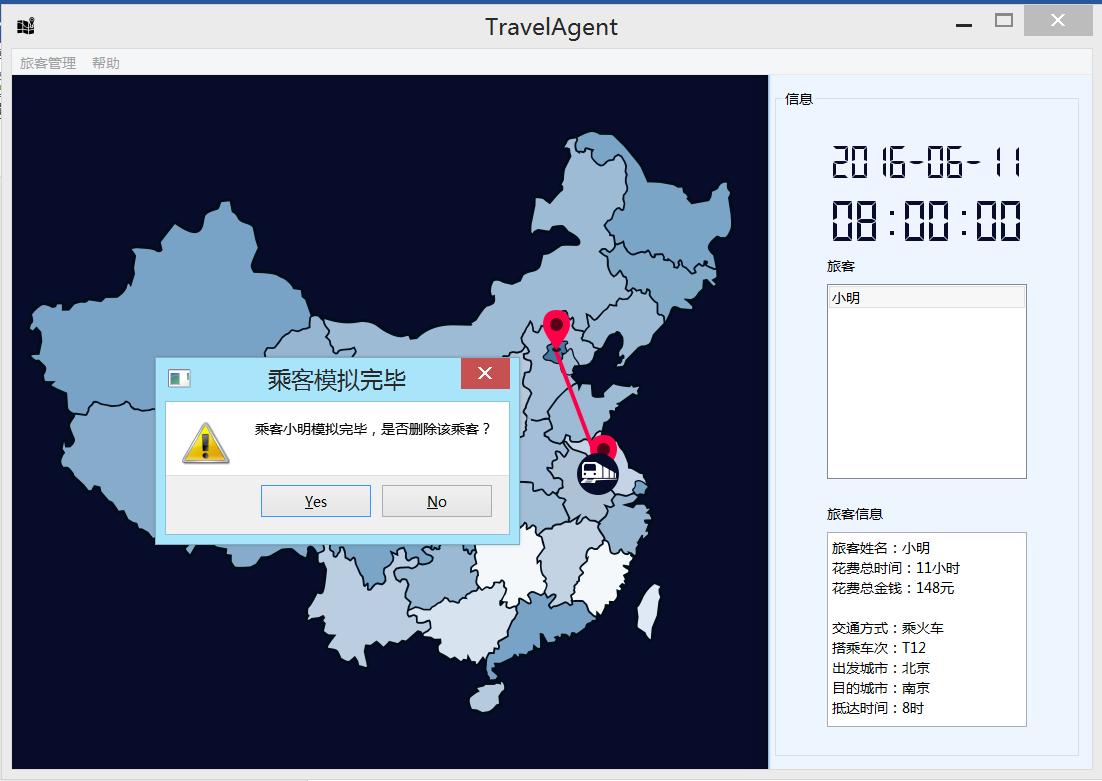 TravelAgent
旅客管理 帮助
信息
2016-06-11
08:00:00
旅客
小明
乘客模拟完毕
乘客小明模拟完毕，是否删除该乘客？
Yes
No
旅客信息
旅客姓名：小明
花费总时间：11小时
花费总金钱：148元
交通方式：乘火车
搭乘车次：T12
出发城市：北京
目的城市：南京
抵达时间：8时